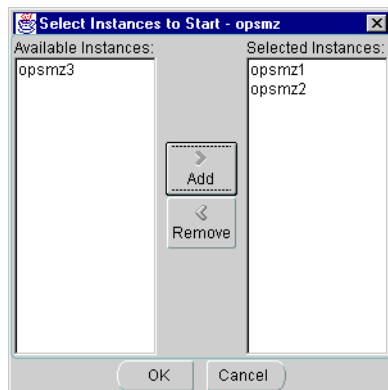 Select Instances to Start - opsmz
Available Instances:
Selected Instances:
opsmz3
opsmz1
opsmz2
Add
Remove
OK
Cancel